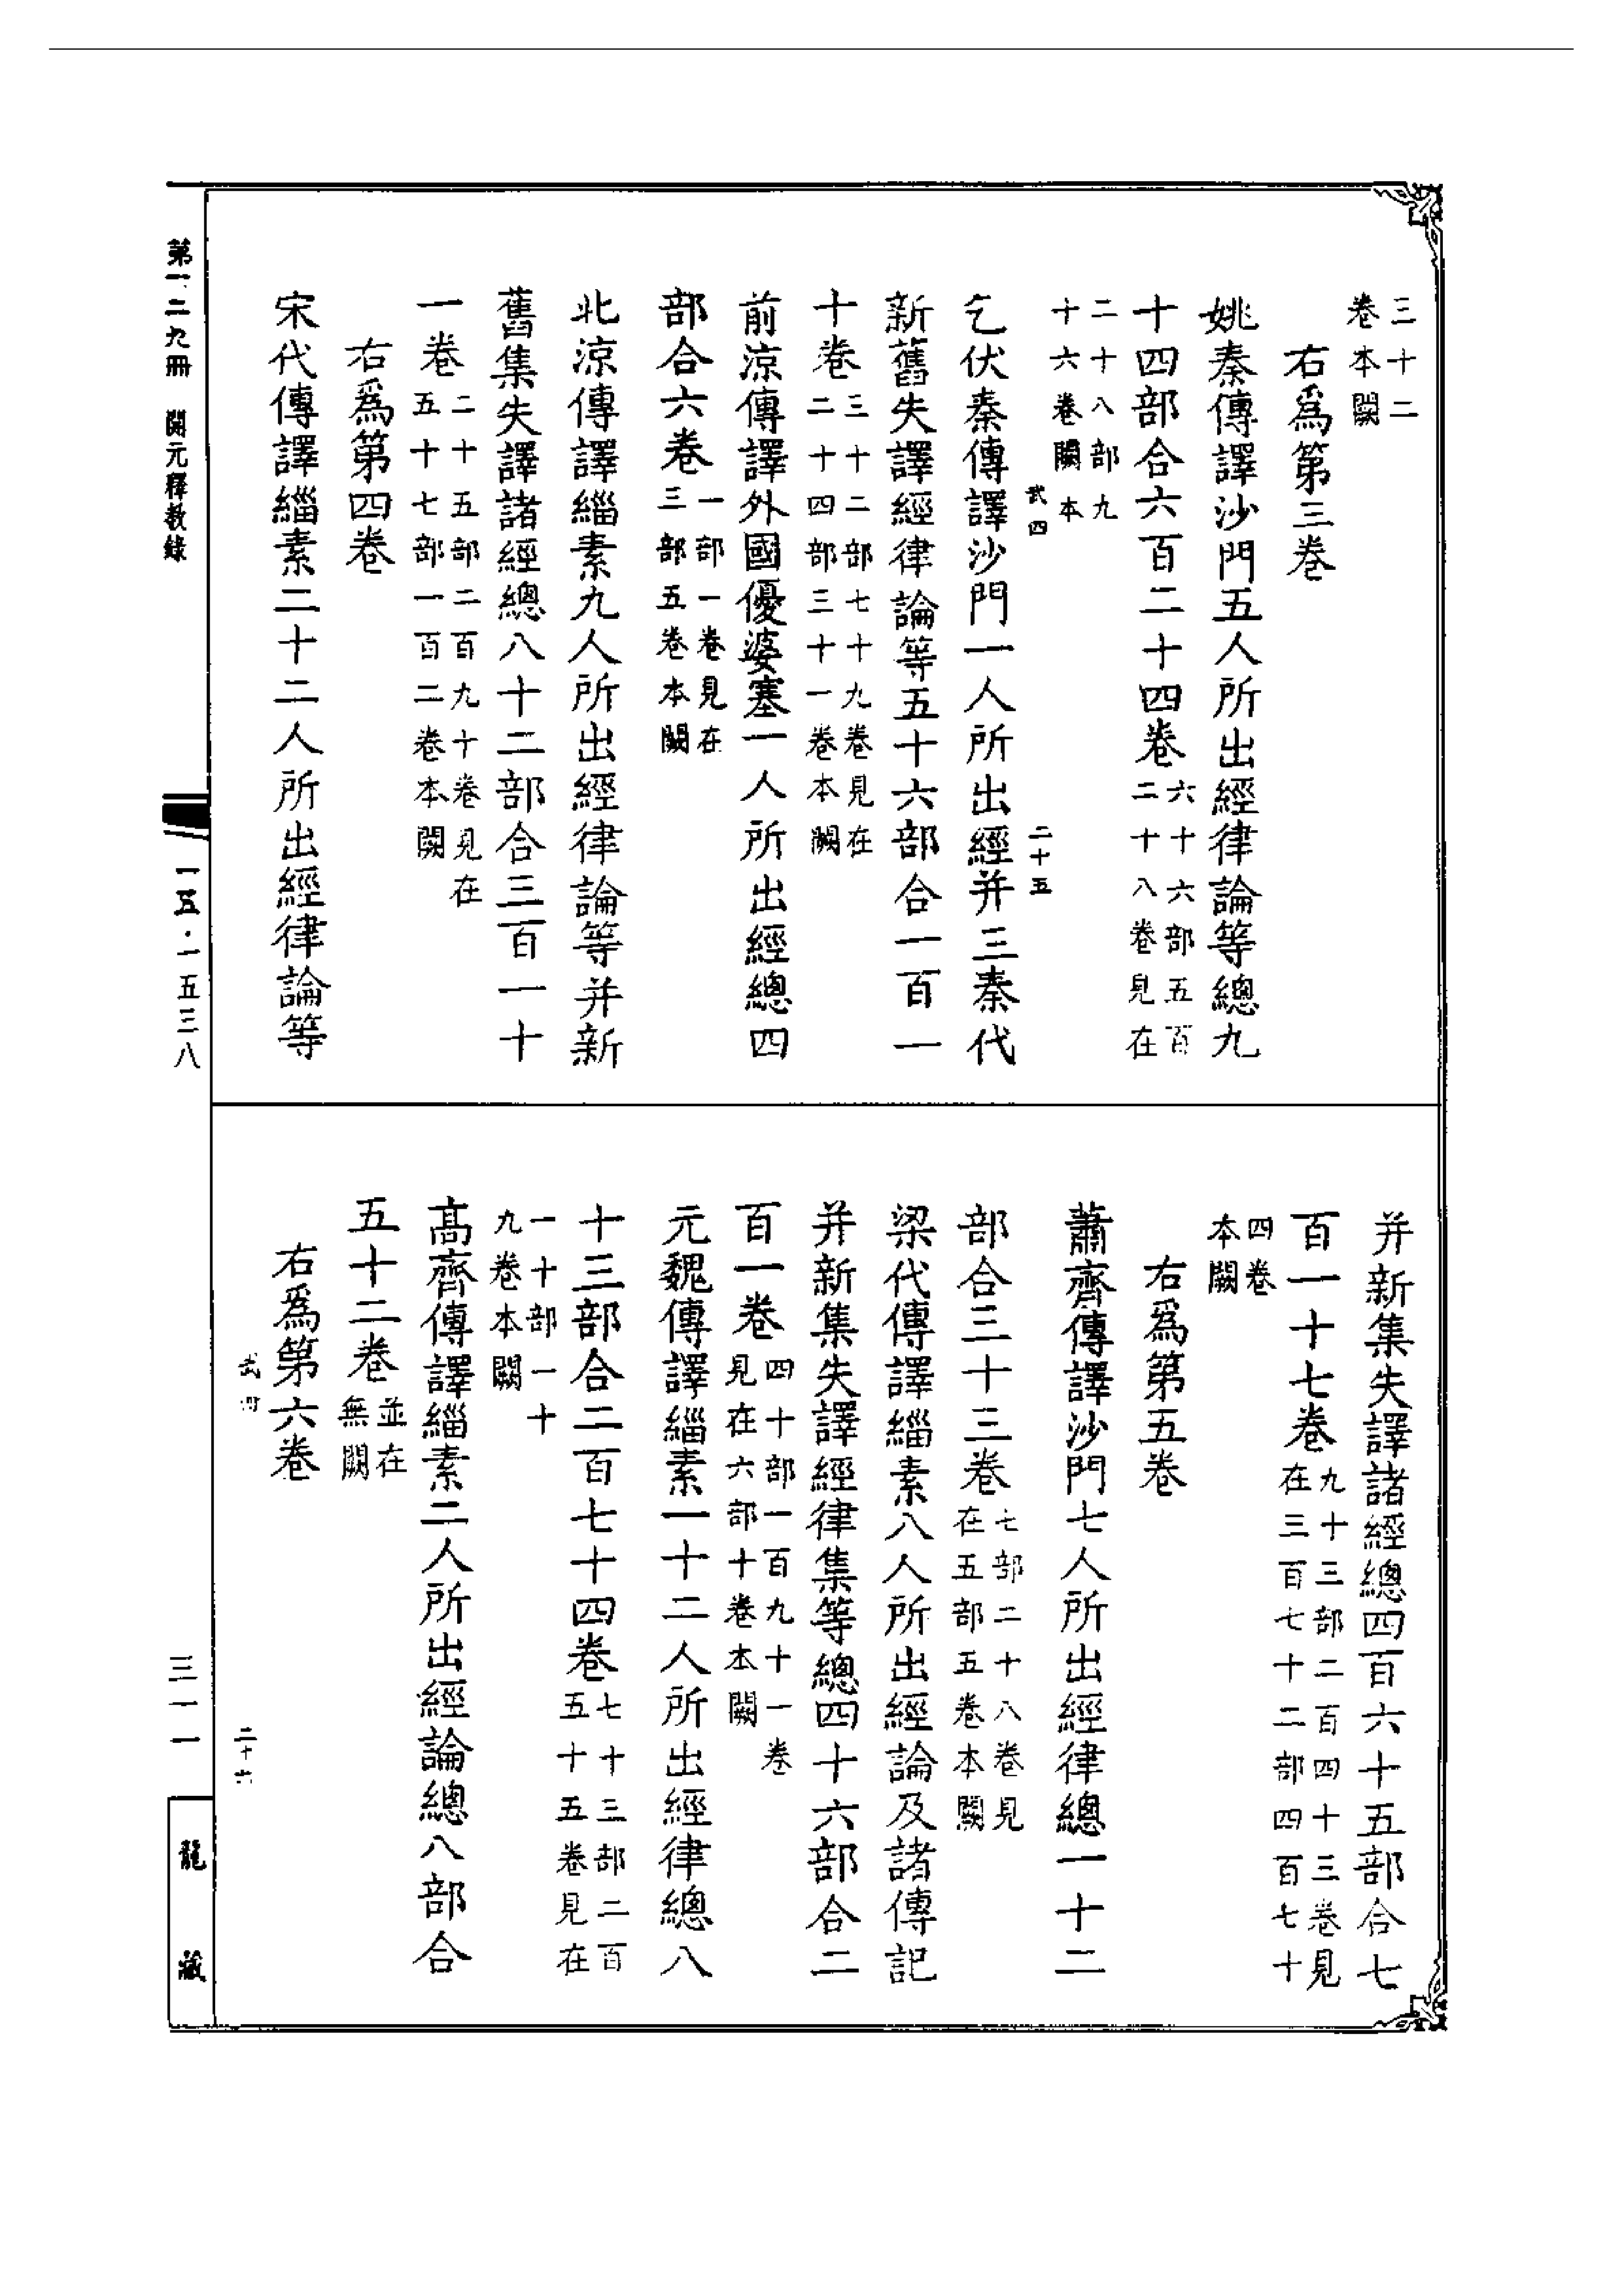 三十二
卷本闕
右爲第三卷
姚秦傳譯沙門五人所出經律論等總九
十四部合六百二十四卷六十六部五百
二十八卷見在
二十八部九
十六卷闕本
武四
二十五
乞伏秦傳譯沙門一人所出經并三秦代
新舊失譯經律論等五十六部合一百一
十卷三十二部七十九卷見在
二十四部三十一卷本闕
前涼傳譯外國優婆塞一人所出經總四
部合六卷一部一卷見在
三部五卷本闕
北涼傳譯緇素九人所出經律論等并新
舊集失譯諸經總八十二部合三百一十
一卷二十五部二百九十卷見在
五十七部一百二卷本闕
右爲第四卷
宋代傳譯緇素二十二人所出經律論等
并新集失譯諸經總四百六十五部合七
百一十七卷九十三部二百四十三卷見
在三百七十二部四百七十
四卷
本闕
右爲第五卷
蕭齊傳譯沙門七人所出經律總一十二
部合三十三卷七部二十八卷見
在五部五卷本闕
梁代傳譯緇素八人所出經論及諸傳記
并新集失譯經律集等總四十六部合二
百一卷四十部一百九十一卷
見在六部十卷本闕
元魏傳譯緇素一十二人所出經律總八
十三部合二百七十四卷七十三部二百
五十五卷見在
一十部一十
九卷本闕
高齊傳譯緇素二人所出經論總八部合
五十二卷並在
無闕
右爲第六卷
武四
二十六
第一二九冊 開元釋教錄
一五·一五三八
三一一
龍藏